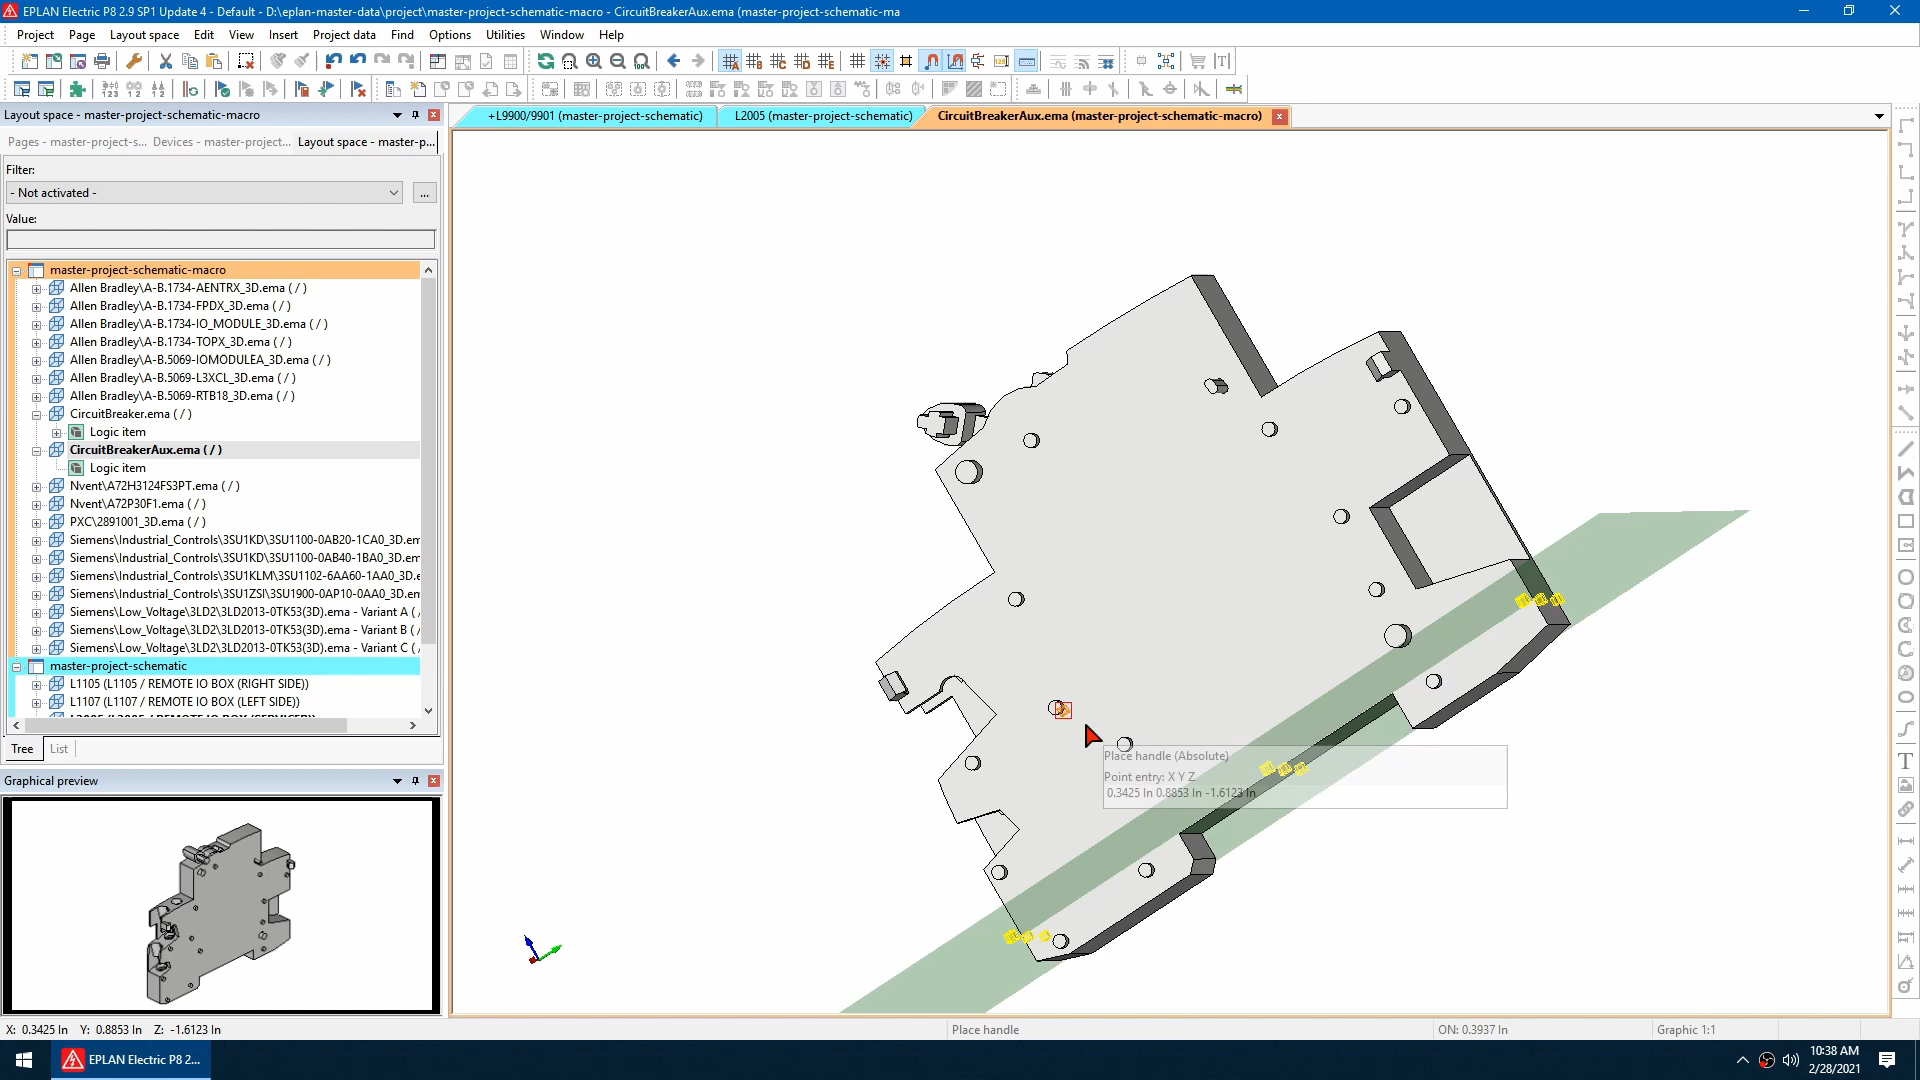 EPLAN Electric P8 2.9 SP1 Update 4 - Default - D:\eplan-master-data\project\master-project-schematic-macro - CircuitBreakerAux.ema (master-project-schematic-ma
Project Page Layout space Edit View Insert Project data Find Options Utilities Window Help
Layout space - master-project-schematic-macro
+L9900/9901 (master-project-schematic) L2005 (master-project-schematic) CircuitBreakerAux.ema (master-project-schematic-macro)
Pages - master-project-s... Devices - master-project... Layout space - master-p...
Filter:
- Not activated -
...
Value:
master-project-schematic-macro
Allen Bradley\A-B.1734-AENTRX_3D.ema ( / )
Allen Bradley\A-B.1734-FPDX_3D.ema ( / )
Allen Bradley\A-B.1734-IO_MODULE_3D.ema ( / )
Allen Bradley\A-B.1734-TOPX_3D.ema ( / )
Allen Bradley\A-B.5069-IOMODULEA_3D.ema ( / )
Allen Bradley\A-B.5069-L3XCL_3D.ema ( / )
Allen Bradley\A-B.5069-RTB18_3D.ema ( / )
CircuitBreaker.ema ( / )
Logic item
CircuitBreakerAux.ema ( / )
Logic item
Nvent\A72H3124FS3PT.ema ( / )
Nvent\A72P30F1.ema ( / )
PXC\2891001_3D.ema ( / )
Siemens\Industrial_Controls\3SU1KD\3SU1100-0AB20-1CA0_3D.em
Siemens\Industrial_Controls\3SU1KD\3SU1100-0AB40-1BA0_3D.em
Siemens\Industrial_Controls\3SU1KLM\3SU1102-6AA60-1AA0_3D.e
Siemens\Industrial_Controls\3SU1ZSI\3SU1900-0AP10-0AA0_3D.em
Siemens\Low_Voltage\3LD2\3LD2013-0TK53(3D).ema - Variant A ( /
Siemens\Low_Voltage\3LD2\3LD2013-0TK53(3D).ema - Variant B ( /
Siemens\Low_Voltage\3LD2\3LD2013-0TK53(3D).ema - Variant C ( /
master-project-schematic
L1105 (L1105 / REMOTE IO BOX (RIGHT SIDE))
L1107 (L1107 / REMOTE IO BOX (LEFT SIDE))
Tree List
Place handle (Absolute)
Point entry: X Y Z
0.3425 In 0.8853 In -1.6123 In
Graphical preview
X: 0.3425 In Y: 0.8853 In Z: -1.6123 In
Place handle
ON: 0.3937 In
Graphic 1:1
EPLAN Electric P8 2...
10:38 AM
2/28/2021